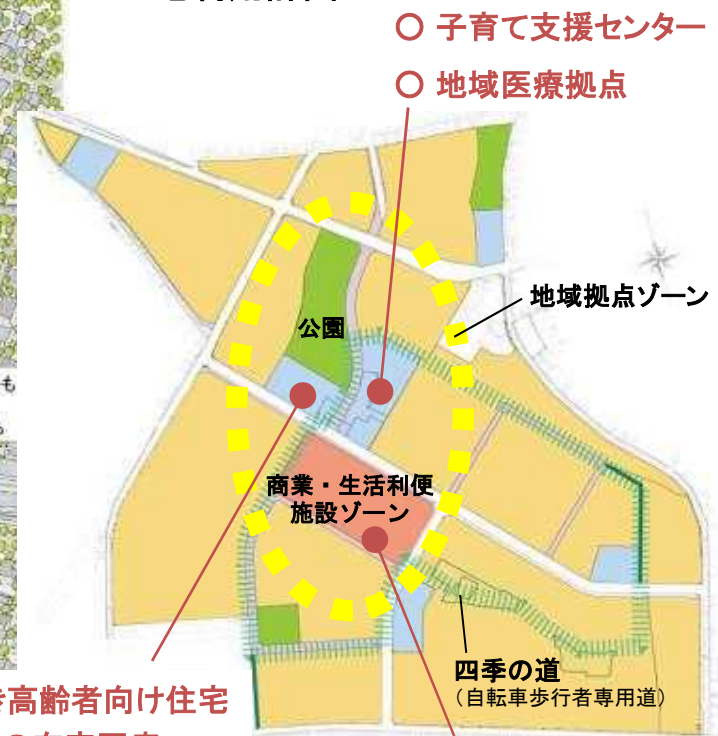 ○ 子育て支援センター
○ 地域医療拠点
地域拠点ゾーン
公園
も
商業・生活利便
施設ゾーン
四季の道
（自転車歩行者専用道）
高齢者向け住宅